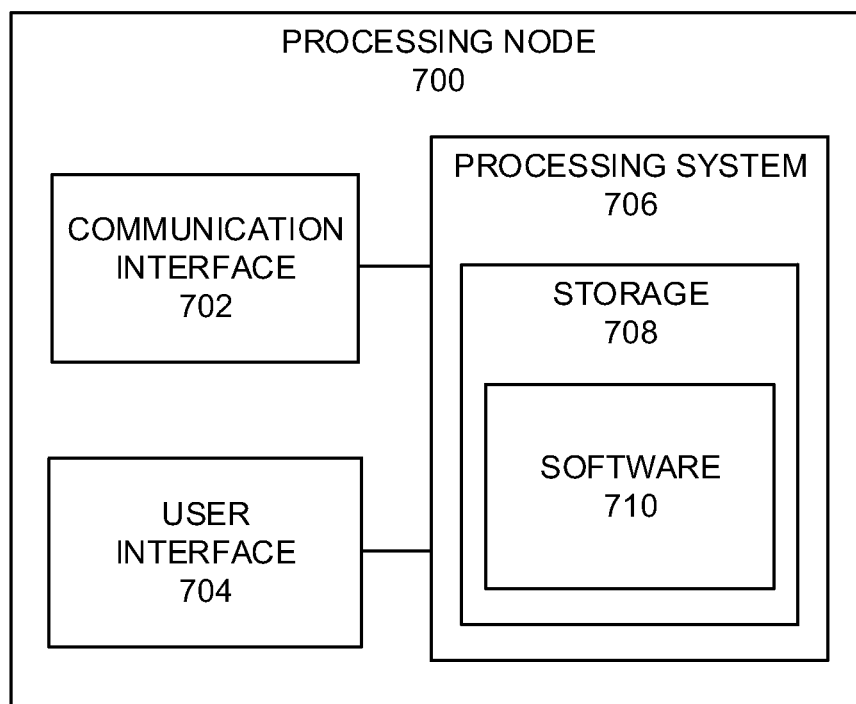 PROCESSING NODE
700
COMMUNICATION
INTERFACE
702
PROCESSING SYSTEM
706
STORAGE
708
SOFTWARE
710
USER
INTERFACE
704